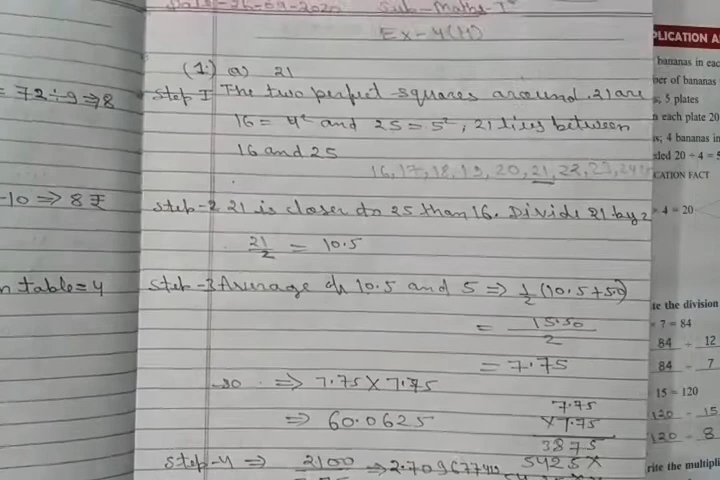 Sub-Maths-I
Ex-4(H)
(1.) a) 21
Step I The two perfect squares around 21 are
16 = 4² and 25 = 5², 21 lies between
16 and 25
16, 17, 18, 19, 20, 21, 22, 23, 24
step-2 21 is closer to 25 than 16. Divide 21 by 2
21/2 = 10.5
step-3 Average of 10.5 and 5 ⇒ 1/2 (10.5+5.0)
= 15.50/2
= 7.75
⇒ 7.75 × 7.75
⇒ 60.0625
7.75
×7.75
3875
5425×
step-4 ⇒ 2100 ⇒ 2.709677419
= 72÷9 ⇒ 8
-10 ⇒ 8 ₹
n table = 4
PLICATION A
bananas in eac
ber of bananas
s; 5 plates
n each plate 20
s; 4 bananas in
ded 20 ÷ 4 = 5
CATION FACT
× 4 = 20
te the division
× 7 = 84
84 ÷ 12
84 ÷ 7
15 = 120
120 ÷ 15
120 ÷ 8
rite the multipli